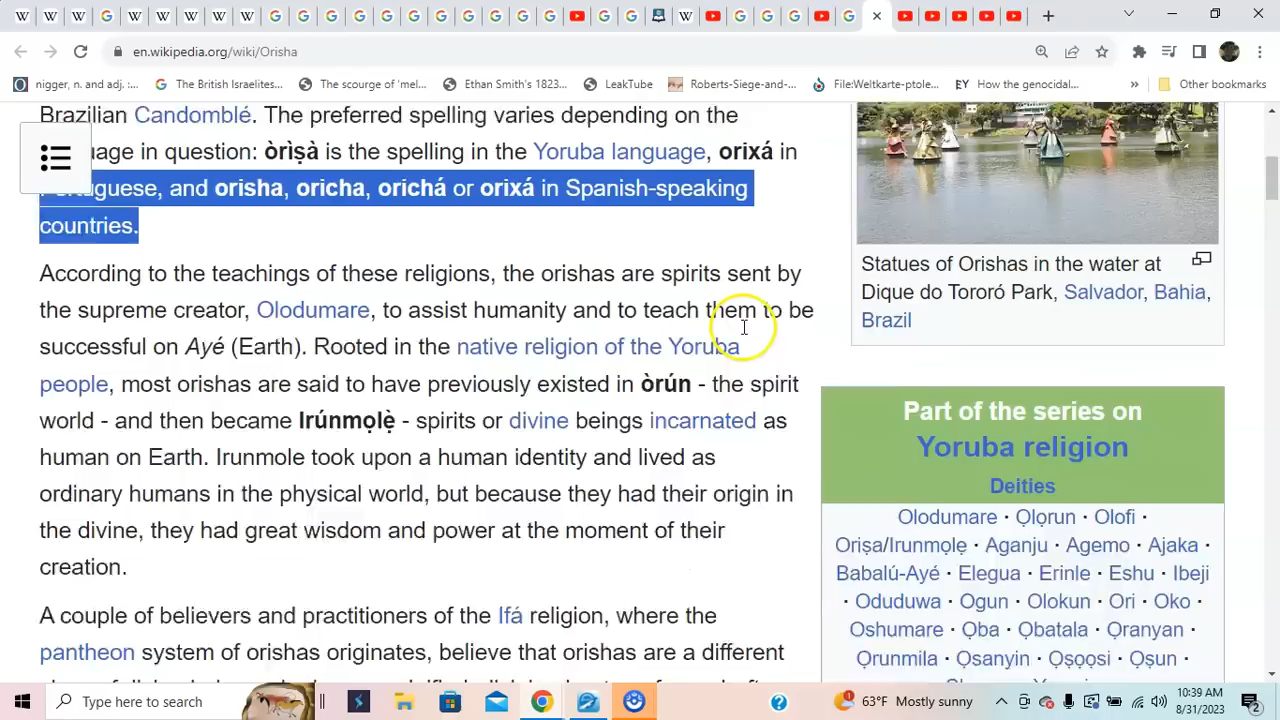 en.wikipedia.org/wiki/Orisha
nigger, n. and adj. :...
The British Israelites...
The scourge of 'mel...
Ethan Smith's 1823...
LeakTube
Roberts-Siege-and-...
File:Weltkarte-ptole...
EY How the genocidal...
»
Other bookmarks
Brazilian Candomblé. The preferred spelling varies depending on the
uage in question: òrìṣà is the spelling in the Yoruba language, orixá in
tuguese, and orisha, oricha, orichá or orixá in Spanish-speaking
countries.
According to the teachings of these religions, the orishas are spirits sent by
the supreme creator, Olodumare, to assist humanity and to teach them to be
successful on Ayé (Earth). Rooted in the native religion of the Yoruba
people, most orishas are said to have previously existed in òrún - the spirit
world - and then became Irúnmọlẹ̀ - spirits or divine beings incarnated as
human on Earth. Irunmole took upon a human identity and lived as
ordinary humans in the physical world, but because they had their origin in
the divine, they had great wisdom and power at the moment of their
creation.
A couple of believers and practitioners of the Ifá religion, where the
pantheon system of orishas originates, believe that orishas are a different
Statues of Orishas in the water at
Dique do Tororó Park, Salvador, Bahia,
Brazil
Part of the series on
Yoruba religion
Deities
Olodumare · Ọlọrun · Olofi ·
Oriṣa/Irunmọlẹ · Aganju · Agemo · Ajaka ·
Babalú-Ayé · Elegua · Erinle · Eshu · Ibeji
· Oduduwa · Ogun · Olokun · Ori · Oko ·
Oshumare · Ọba · Ọbatala · Ọranyan ·
Ọrunmila · Ọsanyin · Ọṣọọsi · Ọṣun ·
Type here to search
63°F Mostly sunny
10:39 AM
8/31/2023
2